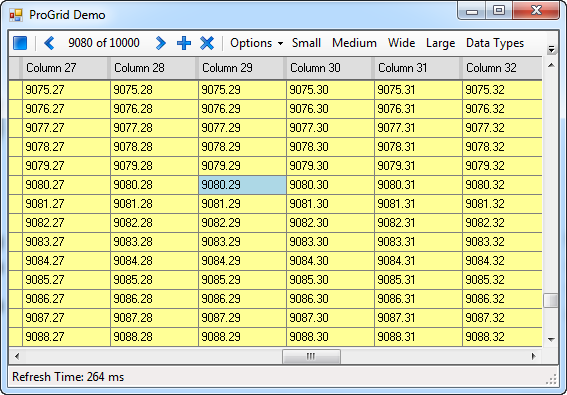 ProGrid Demo
9080 of 10000 Options Small Medium Wide Large Data Types
Column 27 Column 28 Column 29 Column 30 Column 31 Column 32
9075.27 9075.28 9075.29 9075.30 9075.31 9075.32
9076.27 9076.28 9076.29 9076.30 9076.31 9076.32
9077.27 9077.28 9077.29 9077.30 9077.31 9077.32
9078.27 9078.28 9078.29 9078.30 9078.31 9078.32
9079.27 9079.28 9079.29 9079.30 9079.31 9079.32
9080.27 9080.28 9080.29 9080.30 9080.31 9080.32
9081.27 9081.28 9081.29 9081.30 9081.31 9081.32
9082.27 9082.28 9082.29 9082.30 9082.31 9082.32
9083.27 9083.28 9083.29 9083.30 9083.31 9083.32
9084.27 9084.28 9084.29 9084.30 9084.31 9084.32
9085.27 9085.28 9085.29 9085.30 9085.31 9085.32
9086.27 9086.28 9086.29 9086.30 9086.31 9086.32
9087.27 9087.28 9087.29 9087.30 9087.31 9087.32
9088.27 9088.28 9088.29 9088.30 9088.31 9088.32
Refresh Time: 264 ms